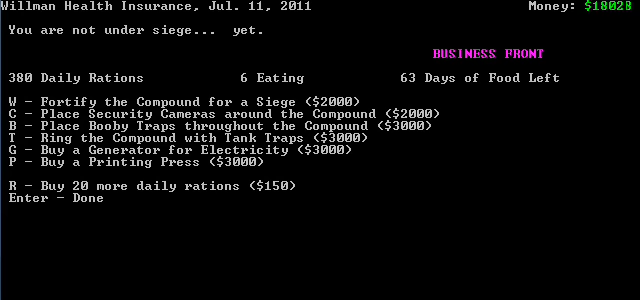 Willman Health Insurance, Jul. 11, 2011 Money: $18028
You are not under siege... yet.
BUSINESS FRONT
380 Daily Rations 6 Eating 63 Days of Food Left
W - Fortify the Compound for a Siege ($2000)
C - Place Security Cameras around the Compound ($2000)
B - Place Booby Traps throughout the Compound ($3000)
T - Ring the Compound with Tank Traps ($3000)
G - Buy a Generator for Electricity ($3000)
P - Buy a Printing Press ($3000)
R - Buy 20 more daily rations ($150)
Enter - Done